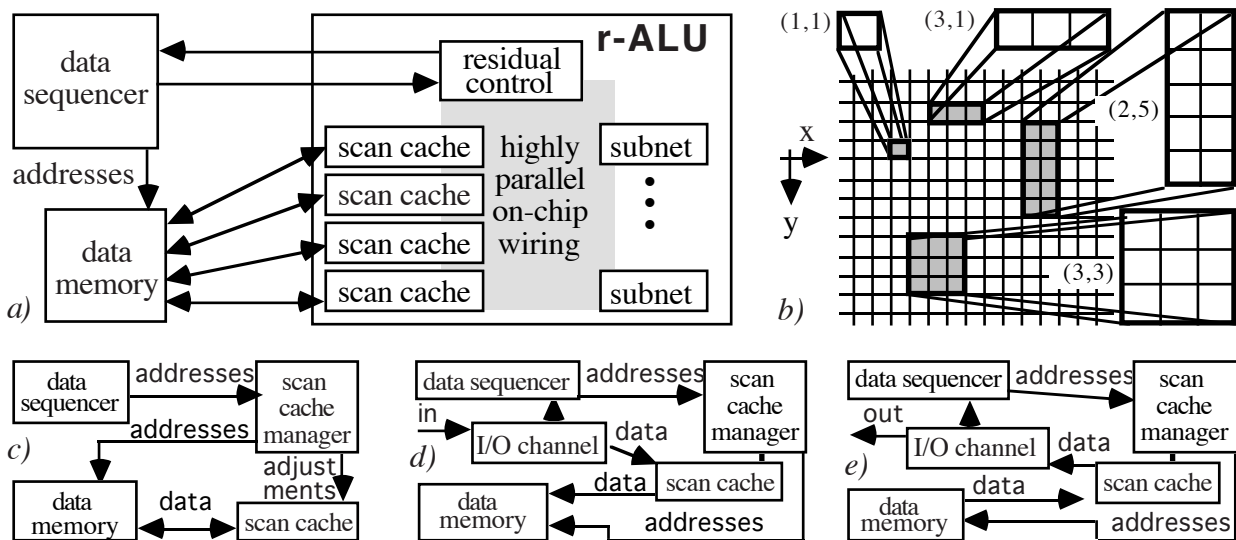 data
sequencer
addresses
data
memory
a)
r-ALU
residual
control
scan cache
scan cache
scan cache
scan cache
highly
parallel
on-chip
wiring
subnet
subnet
(1,1)
(3,1)
(2,5)
(3,3)
x
y
b)
data
sequencer
addresses
scan
cache
manager
addresses
adjust
ments
data
memory
data
scan cache
c)
data sequencer
addresses
scan
cache
manager
in
I/O channel
data
scan cache
data
data
memory
addresses
d)
data sequencer
addresses
scan
cache
manager
out
I/O channel
data
scan cache
data
data
memory
addresses
e)